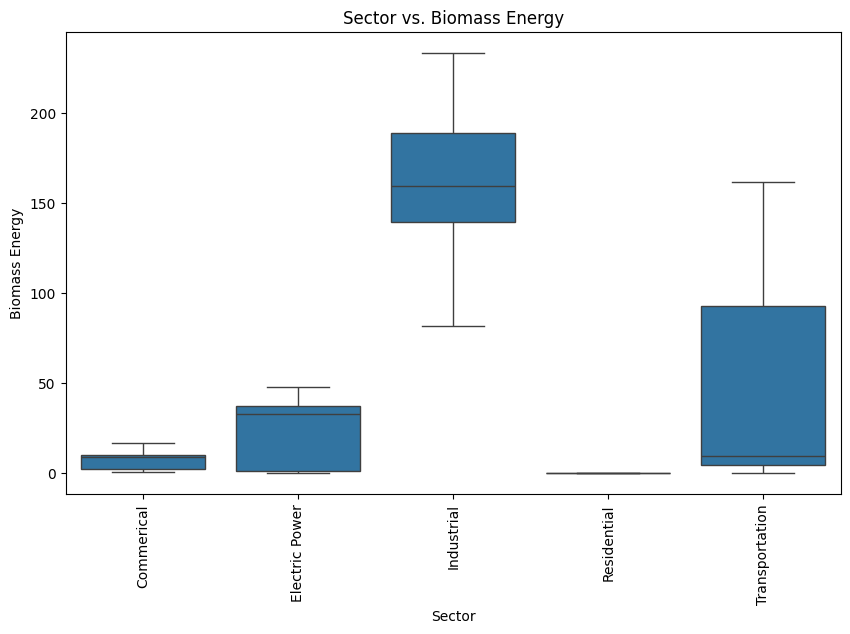 Sector vs. Biomass Energy
Biomass Energy
200
150
100
50
0
Commerical
Electric Power
Industrial
Residential
Transportation
Sector